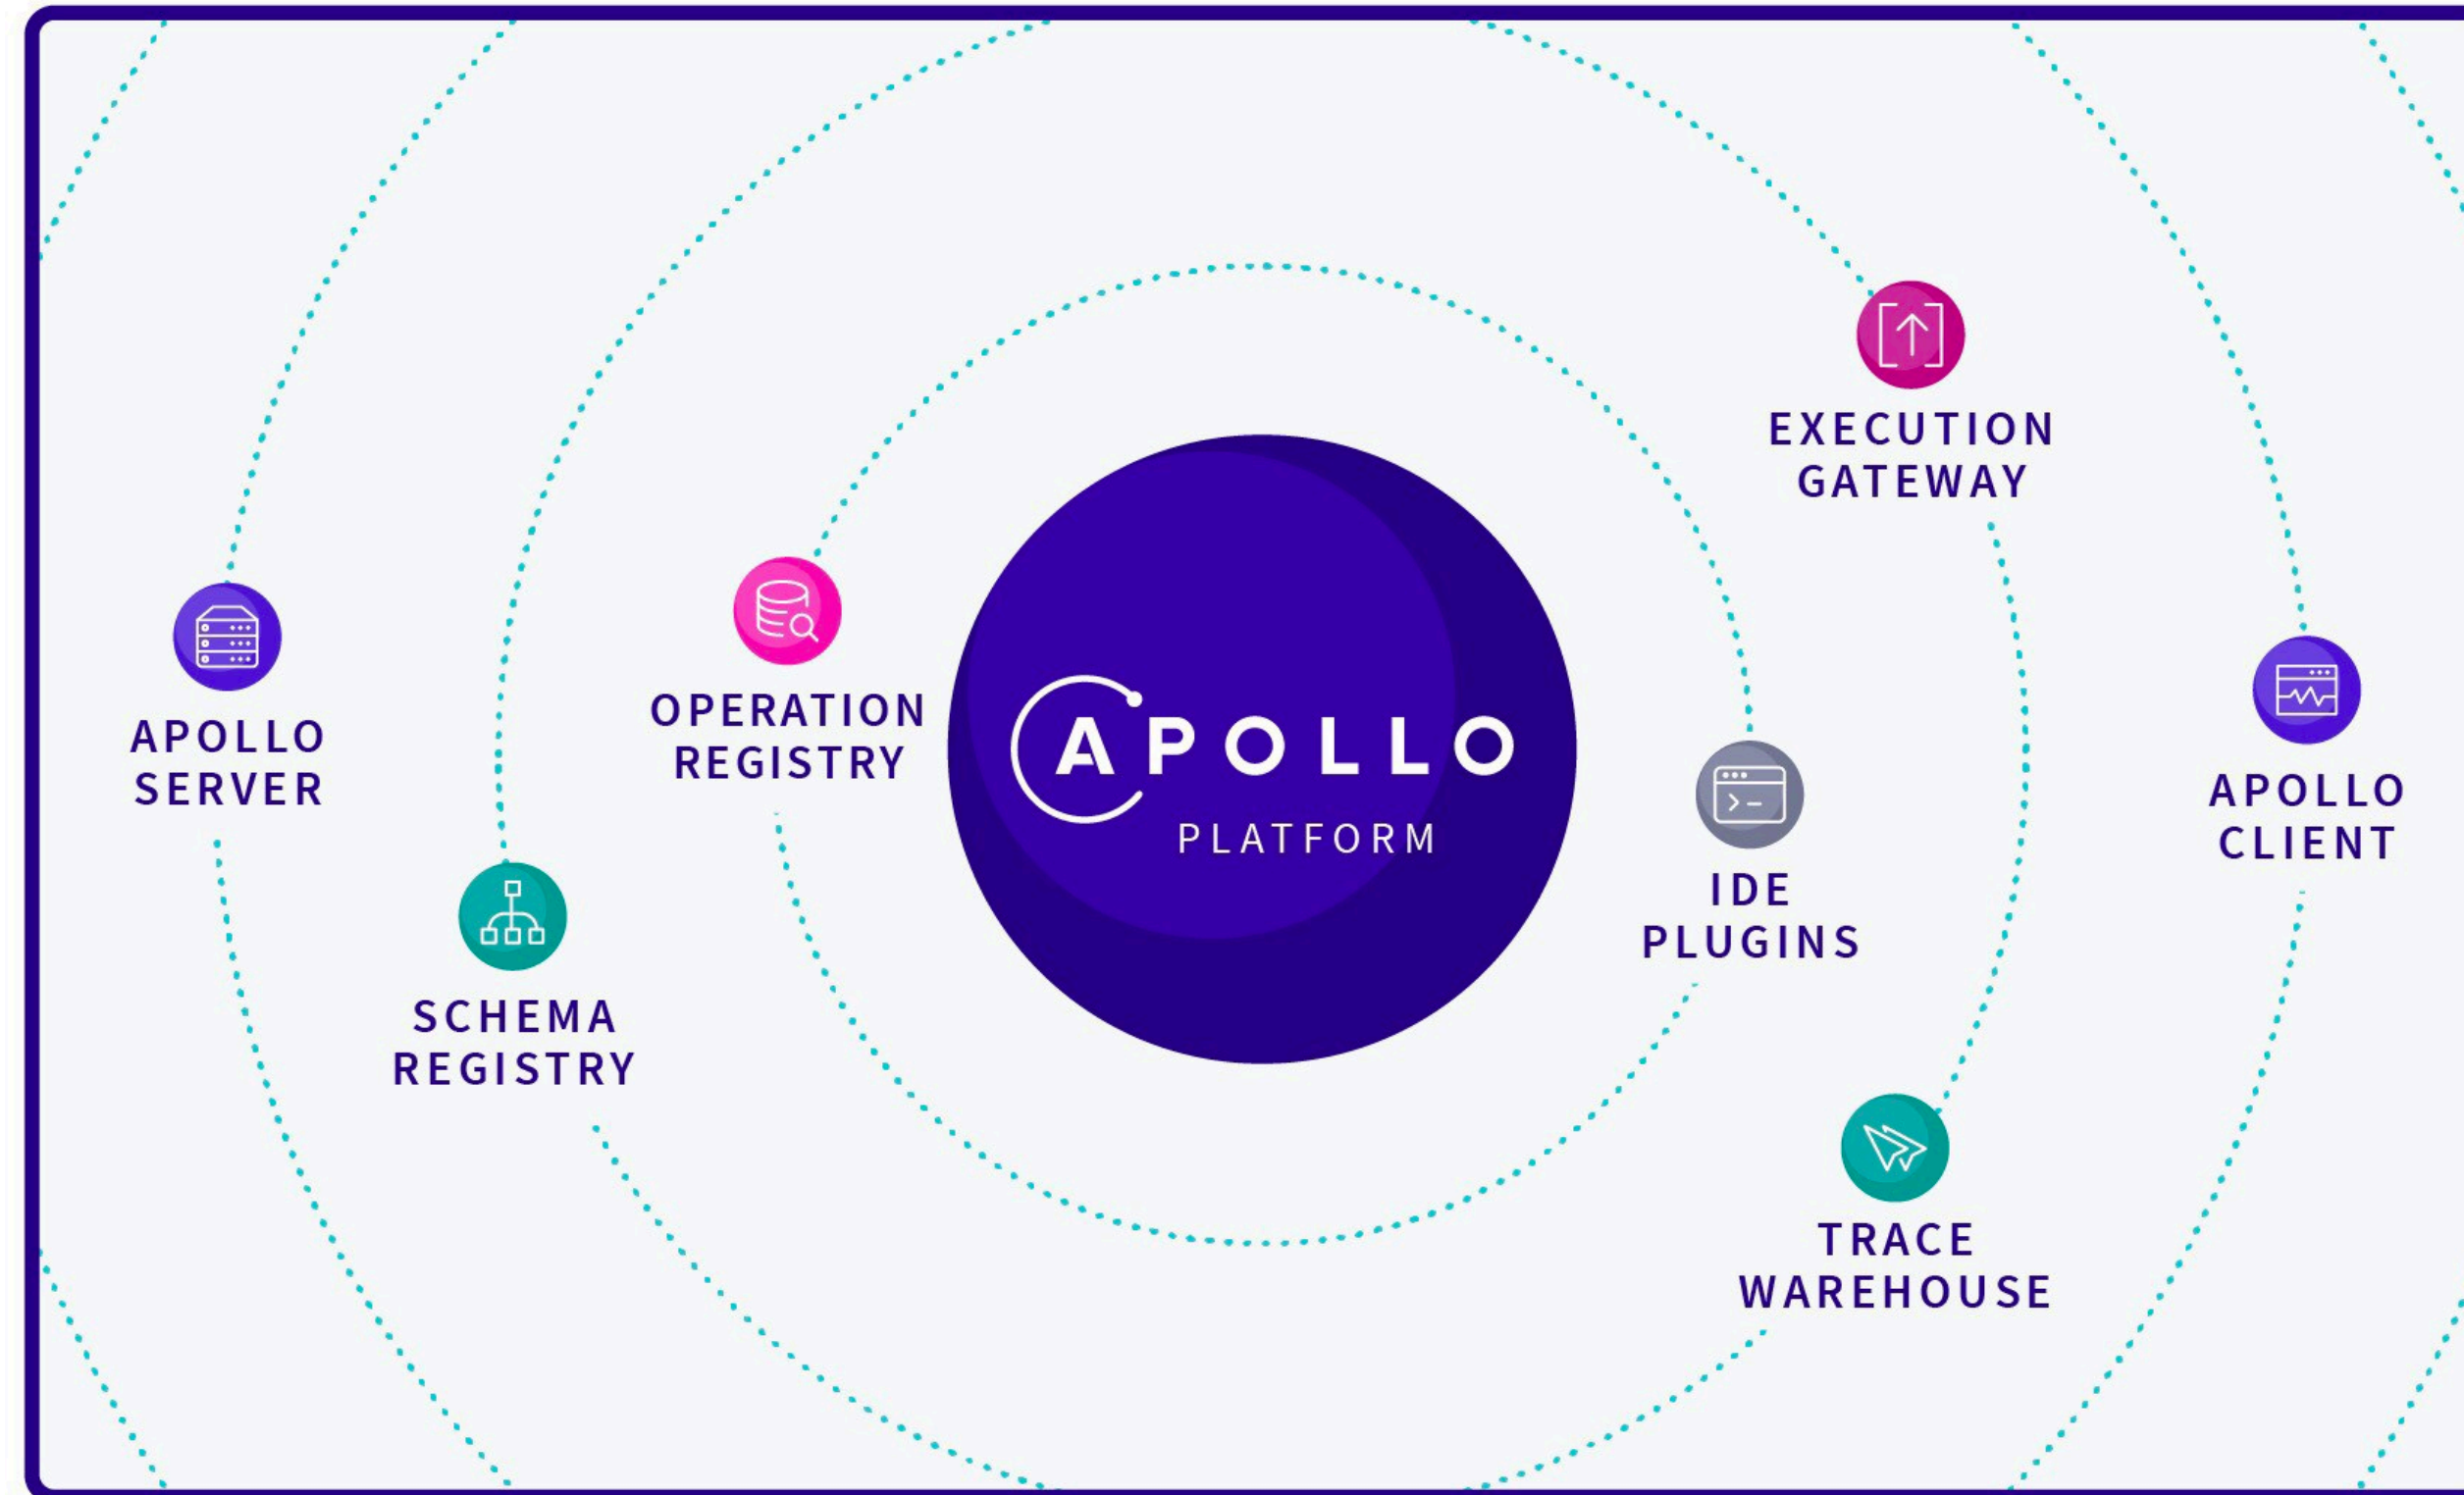 EXECUTION
GATEWAY
OPERATION
REGISTRY
APOLLO
SERVER
APOLLO
PLATFORM
APOLLO
CLIENT
IDE
PLUGINS
SCHEMA
REGISTRY
TRACE
WAREHOUSE